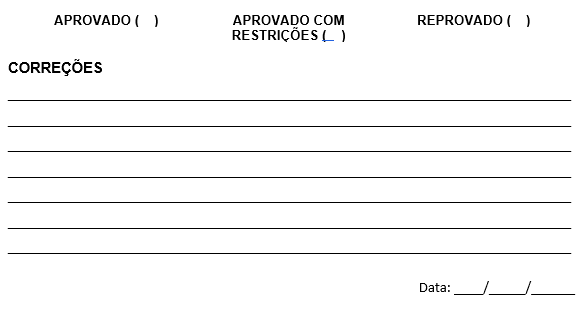 APROVADO (    )    APROVADO COM RESTRIÇÕES (_  )    REPROVADO (    )
CORREÇÕES
Data: ____/_____/______